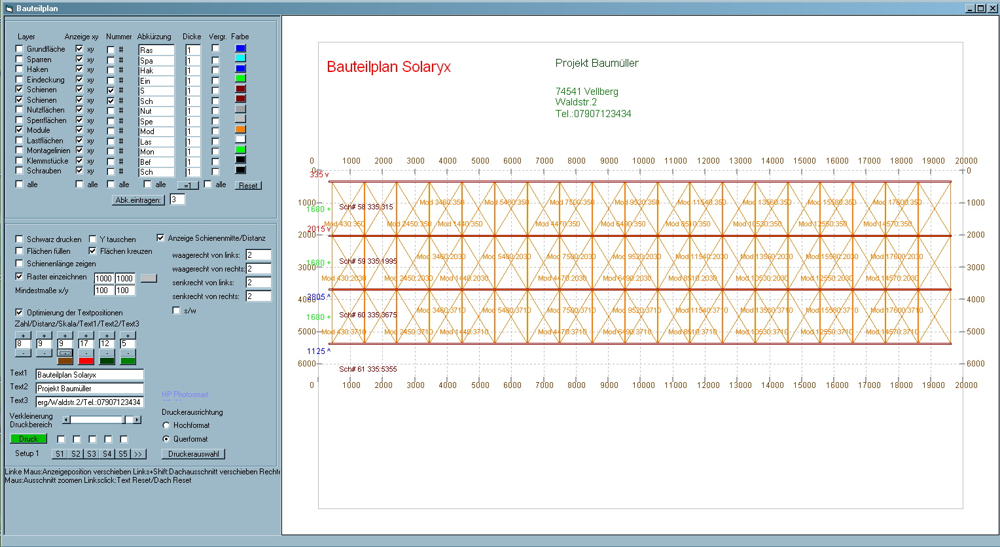 Bauteilplan
Layer Anzeige xy Nummer Abkürzung Dicke Vergr. Farbe
Grundfläche xy # Ras 1
Sparren xy # Spa 1
Haken xy # Hak 1
Eindeckung xy # Ein 1
Schienen xy # S 1
Schienen xy # Sch 1
Nutzflächen xy # Nut 1
Sperrflächen xy # Spe 1
Module xy # Mod 1
Lastflächen xy # Las 1
Montagelinien xy # Mon 1
Klemmstücke xy # Bef 1
Schrauben xy # Sch 1
alle alle alle alle =1 alle Reset
Abk.eintragen: 3
Schwarz drucken Y tauschen Anzeige Schienenmitte/Distanz
Flächen füllen Flächen kreuzen waagerecht von links: 2
Schienenlänge zeigen waagerecht von rechts: 2
Raster einzeichnen 1000 1000 senkrecht von links: 2
Mindestmaße x/y 100 100 senkrecht von rechts: 2
Optimierung der Textpositionen s/w
Zahl/Distanz/Skala/Text1/Text2/Text3
+ + + + + +
8 9 9 17 12 5
- - - - -
Text1 Bauteilplan Solaryx
Text2 Projekt Baumüller
Text3 erg/Waldstr.2/Tel.:07907123434
HP Photosmart
Verkleinerung
Druckbereich
Druckerausrichtung
Hochformat
Querformat
Druck
Setup 1 S1 S2 S3 S4 S5 >> Druckerauswahl
Linke Maus:Anzeigeposition verschieben Links+Shift:Dachausschnitt verschieben Rechte
Maus:Ausschnitt zoomen Linksclick:Text Reset/Dach Reset
Bauteilplan Solaryx
Projekt Baumüller
74541 Vellberg
Waldstr.2
Tel.:07907123434
0 1000 2000 3000 4000 5000 6000 7000 8000 9000 10000 11000 12000 13000 14000 15000 16000 17000 18000 19000 20000
0 0
335 v
1000 Mod 3460:350 Mod 5480:350 Mod 7500:350 Mod 9520:350 Mod 11540:350 Mod 13560:350 Mod 15580:350 Mod 17600:350 1000
1680 + Sch# 58 335:315
Mod 430:350 Mod 2450:350 Mod 1440:350 Mod 4470:350 Mod 6490:350 Mod 8510:350 Mod 10530:350 Mod 12550:350 Mod 14570:350
2015 v
2000 2000
Mod 3460:2030 Mod 5480:2030 Mod 7500:2030 Mod 9520:2030 Mod 11540:2030 Mod 13560:2030 Mod 15580:2030 Mod 17600:2030
1680 + Sch# 59 335:1995
3000 3000
Mod 430:2030 Mod 2450:2030 Mod 1440:2030 Mod 4470:2030 Mod 6490:2030 Mod 8510:2030 Mod 10530:2030 Mod 12550:2030 Mod 14570:2030
2805 ^
4000 4000
Mod 3460:3710 Mod 5480:3710 Mod 7500:3710 Mod 9520:3710 Mod 11540:3710 Mod 13560:3710 Mod 15580:3710 Mod 17600:3710
1680 + Sch# 60 335:3675
5000 Mod 430:3710 Mod 2450:3710 Mod 1440:3710 Mod 4470:3710 Mod 6490:3710 Mod 8510:3710 Mod 10530:3710 Mod 12550:3710 Mod 14570:3710 5000
1125 ^
6000 6000
Sch# 61 335:5355
0 1000 2000 3000 4000 5000 6000 7000 8000 9000 10000 11000 12000 13000 14000 15000 16000 17000 18000 19000 20000